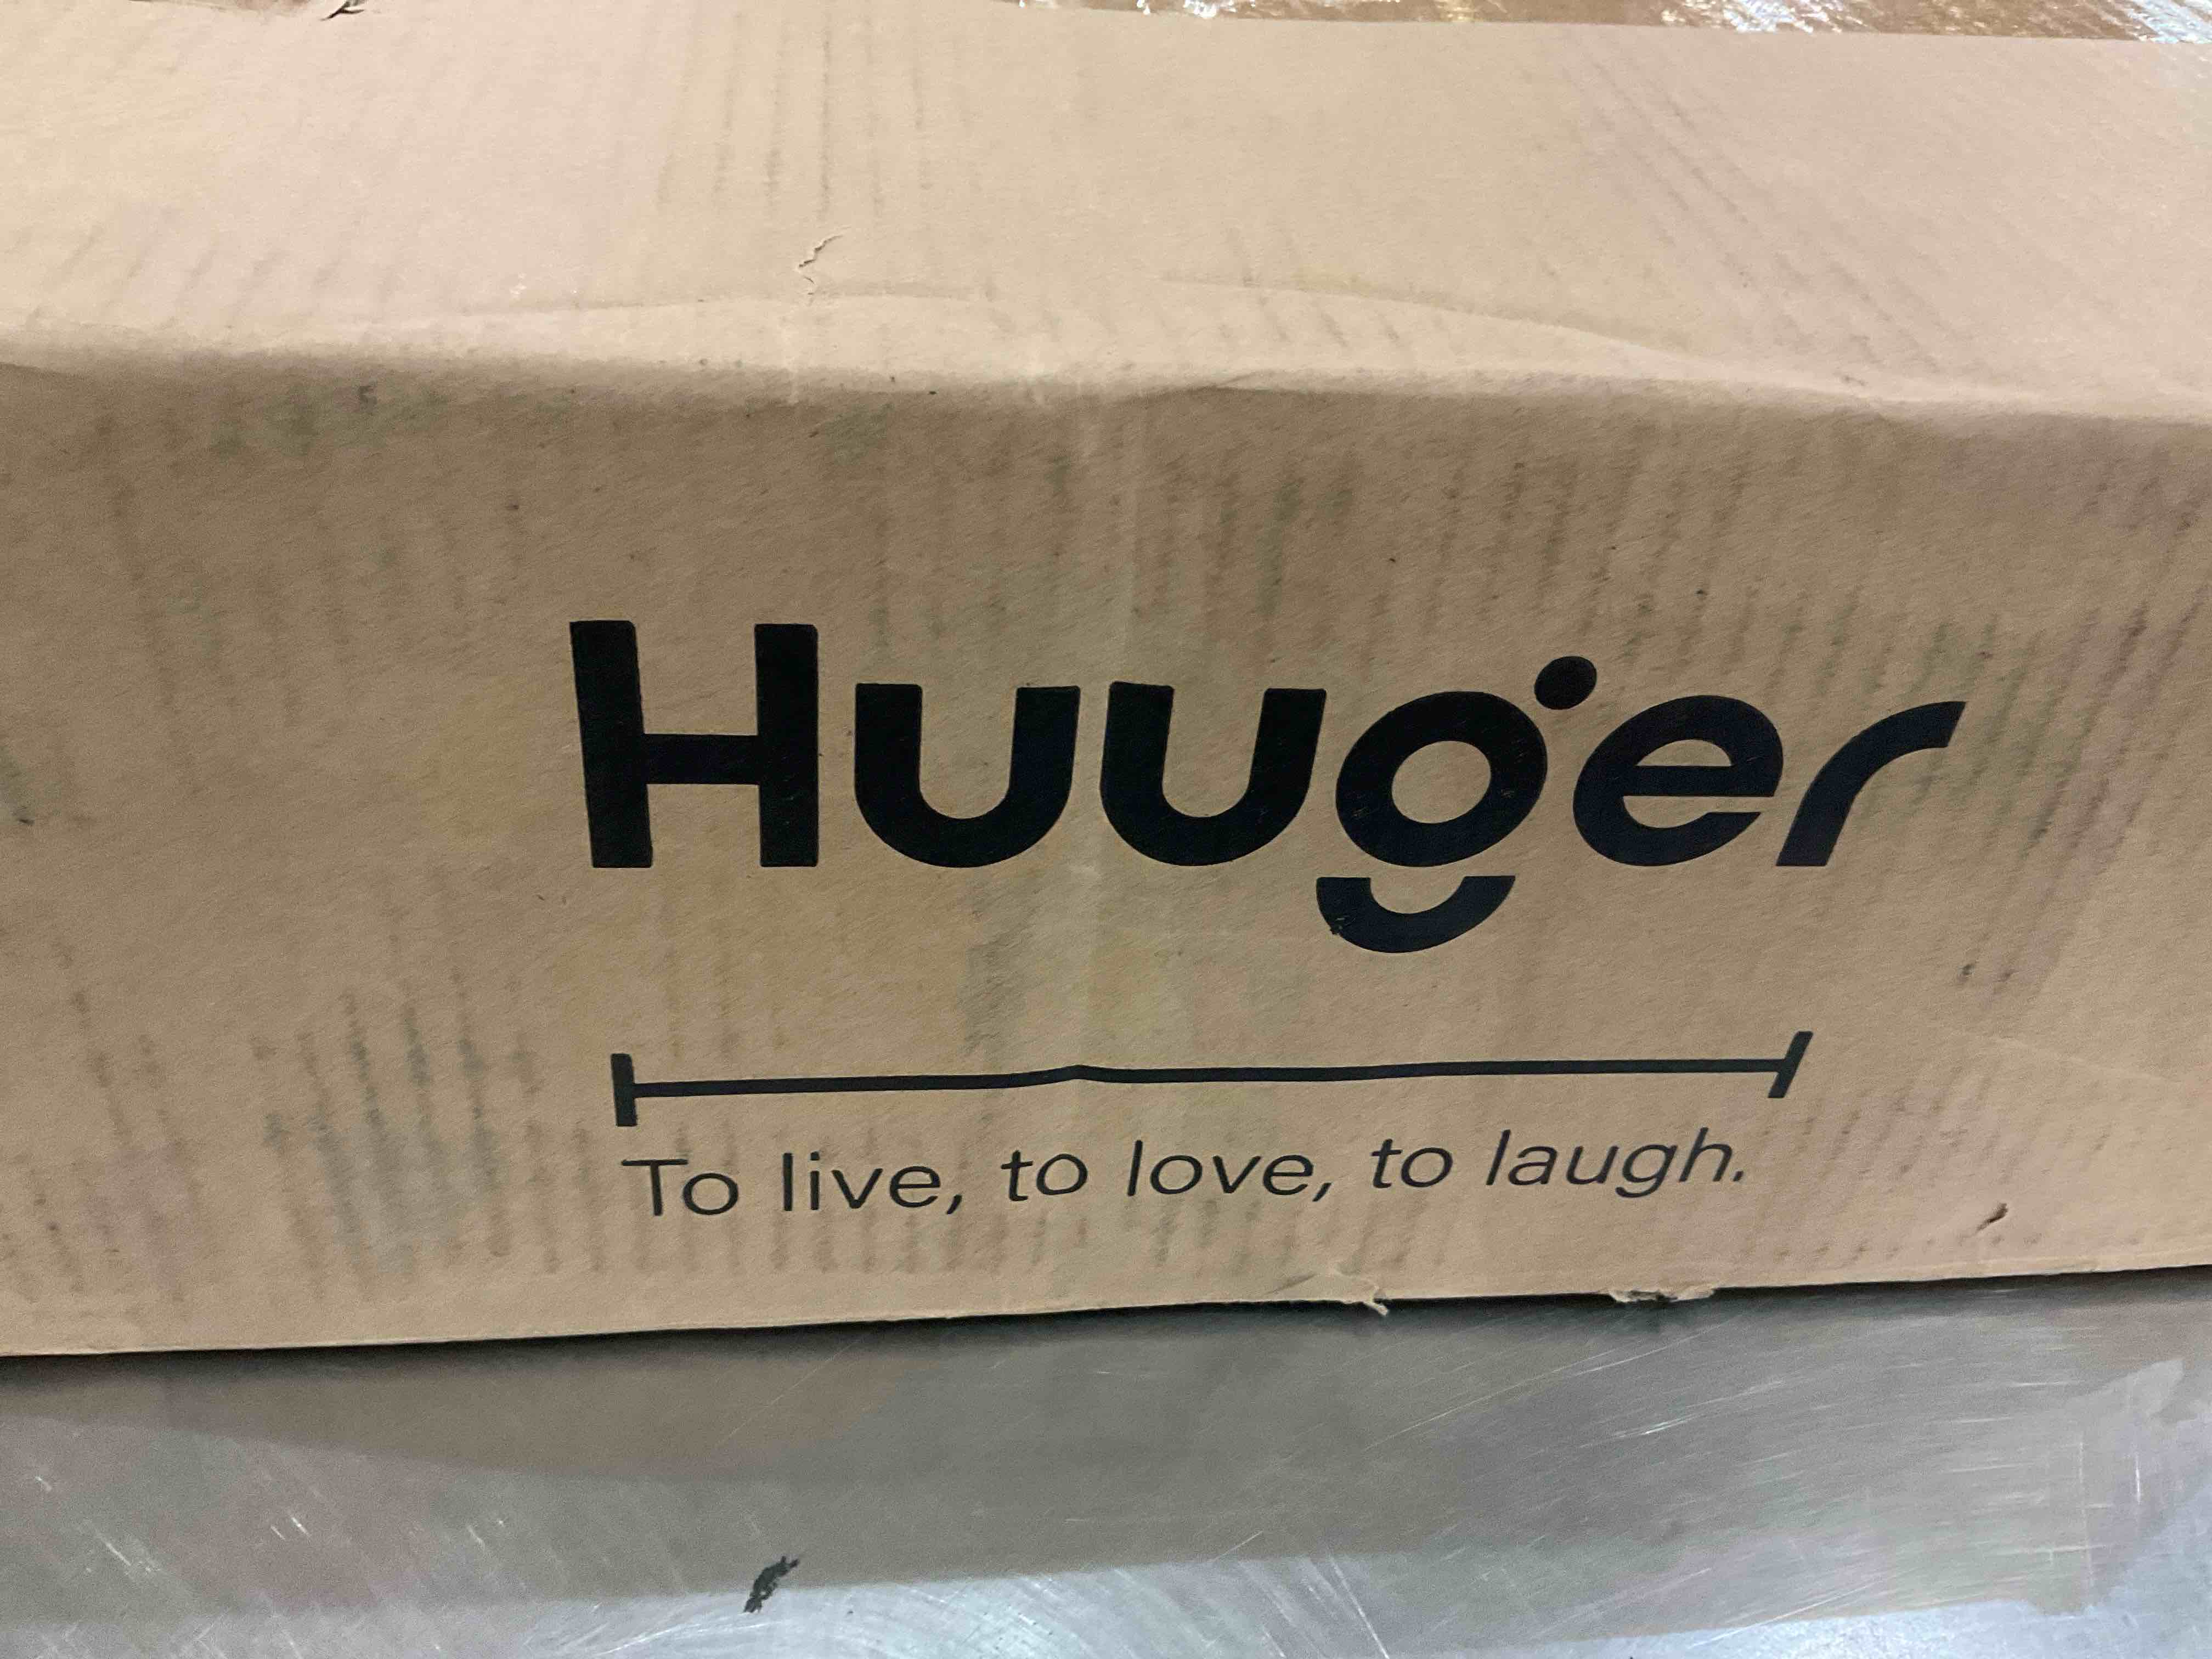 Huuger
To live, to love, to laugh.